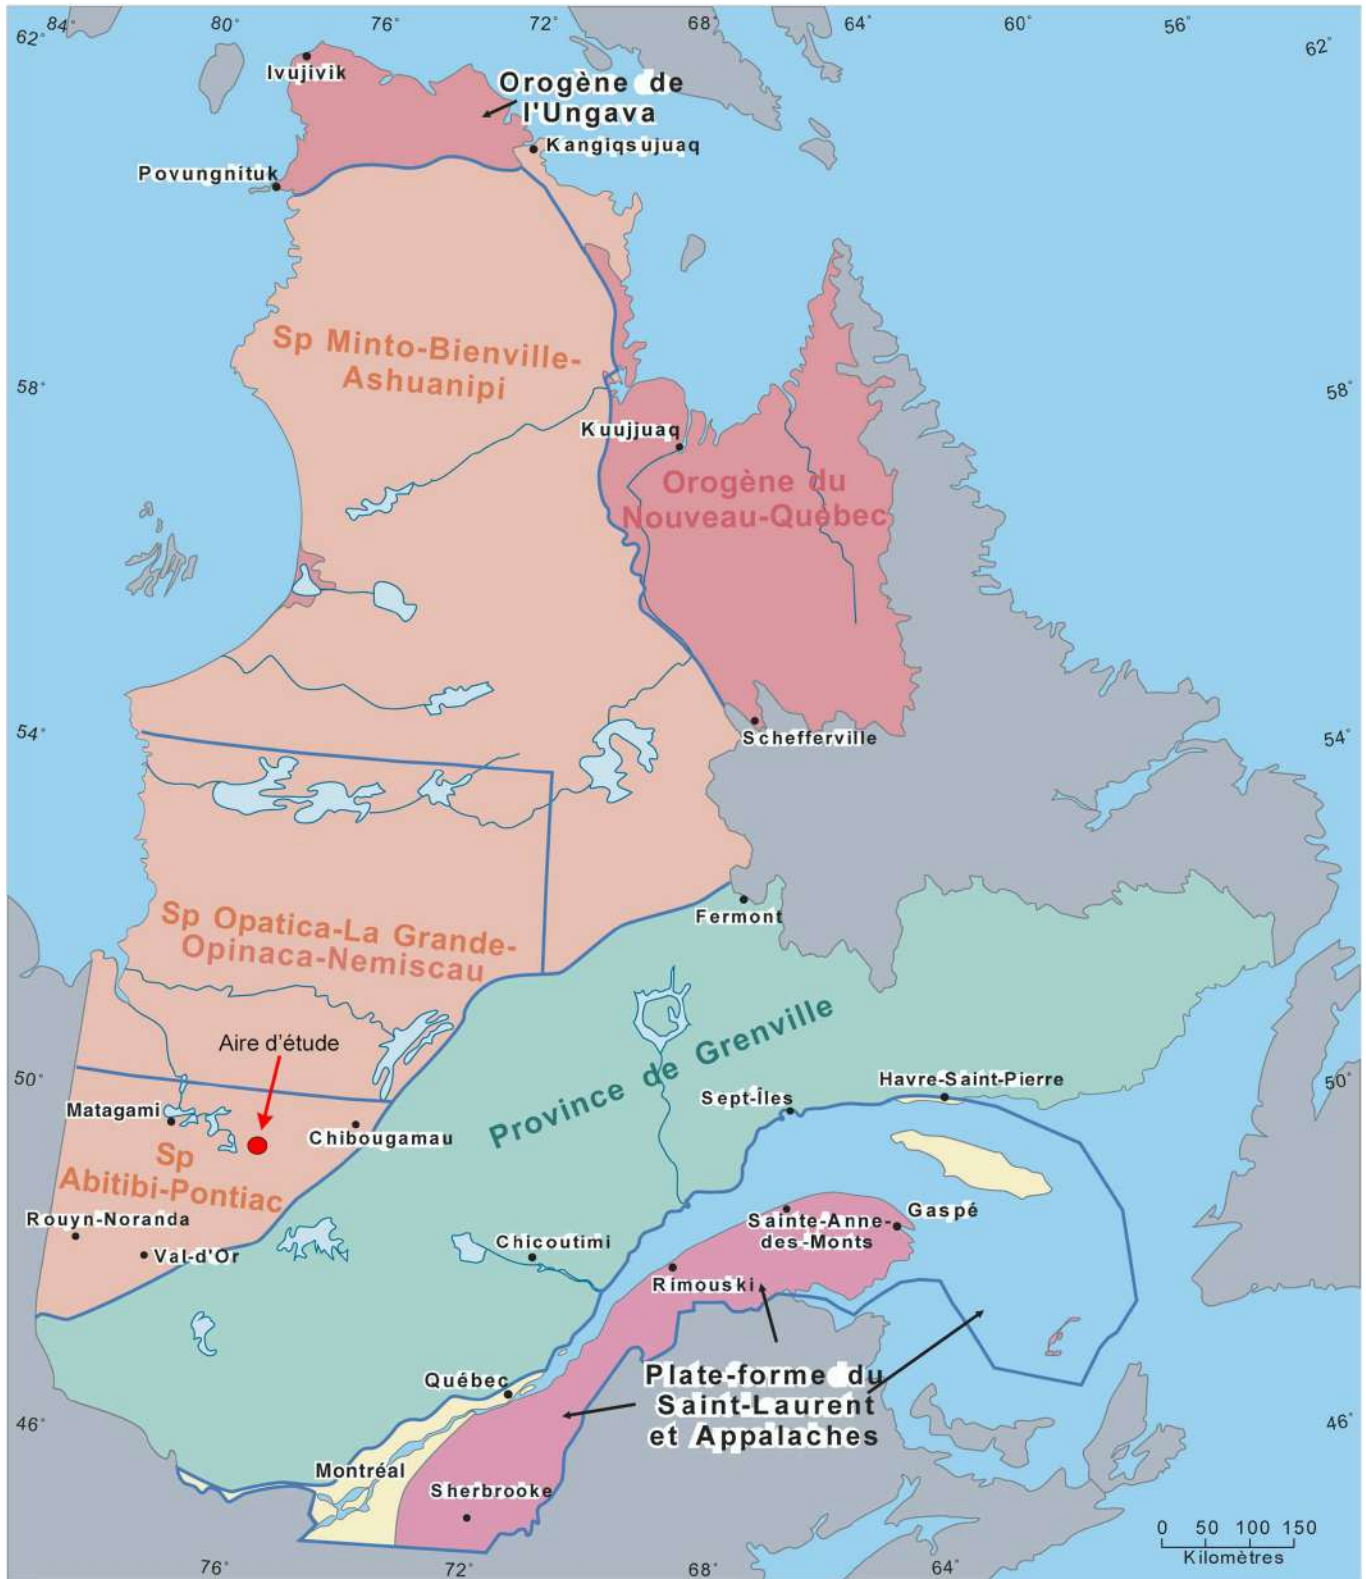 84°
80°
76°
72°
68°
64°
60°
56°
62°
62°
Ivujivik
Orogène de
l'Ungava
Kangiqsujuaq
Povungnituk
Sp Minto-Bienville-
Ashuanipi
58°
58°
Kuujjuaq
Orogène du
Nouveau-Québec
54°
54°
Schefferville
Sp Opatica-La Grande-
Opinaca-Nemiscau
Fermont
Aire d'étude
50°
50°
Matagami
Chibougamau
Province de Grenville
Sept-Îles
Havre-Saint-Pierre
Sp
Abitibi-Pontiac
Rouyn-Noranda
Val-d'Or
Chicoutimi
Sainte-Anne-
des-Monts
Gaspé
Rimouski
Plate-forme du
Saint-Laurent
et Appalaches
Québec
46°
46°
Montréal
Sherbrooke
0 50 100 150
Kilomètres
76°
72°
68°
64°